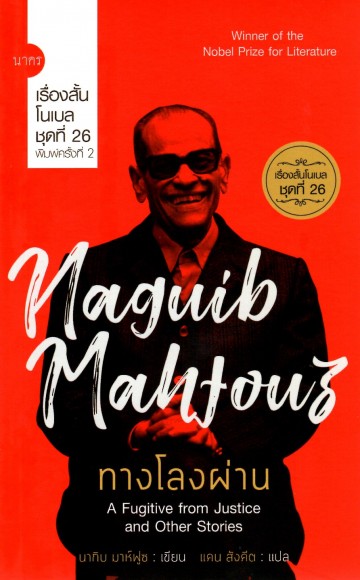 Winner of the
Nobel Prize for Literature
นาคร
เรื่องสั้น
โนเบล
ชุดที่ 26
พิมพ์ครั้งที่ 2
เรื่องสั้นโนเบล
ชุดที่ 26
Naguib
Mahfouz
ทางโลงผ่าน
A Fugitive from Justice
and Other Stories
นากิบ มาห์ฟูซ : เขียน แคน สังคีต : แปล